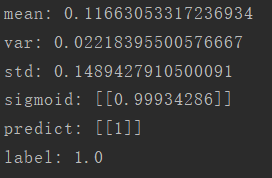 mean: 0.11663053317236934
var: 0.02218395500576667
std: 0.1489427910500091
sigmoid: [[0.99934286]]
predict: [[1]]
label: 1.0